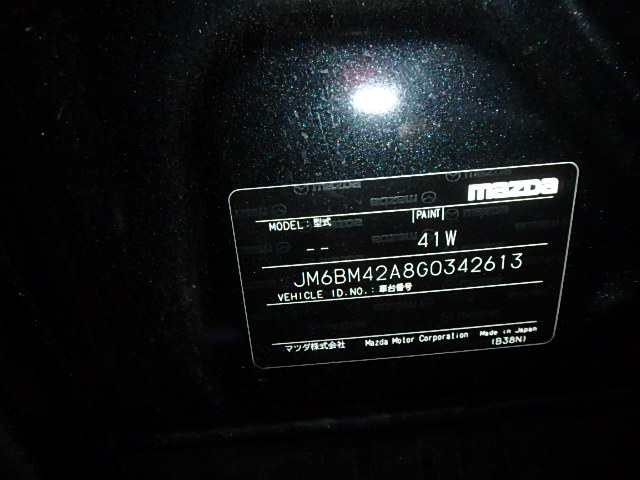 mazda
MODEL: 型式 PAINT
-- 41W
JM6BM42A8G0342613
VEHICLE ID.NO.: 車台番号
マツダ株式会社 Mazda Motor Corporation Made in Japan
(B38N)